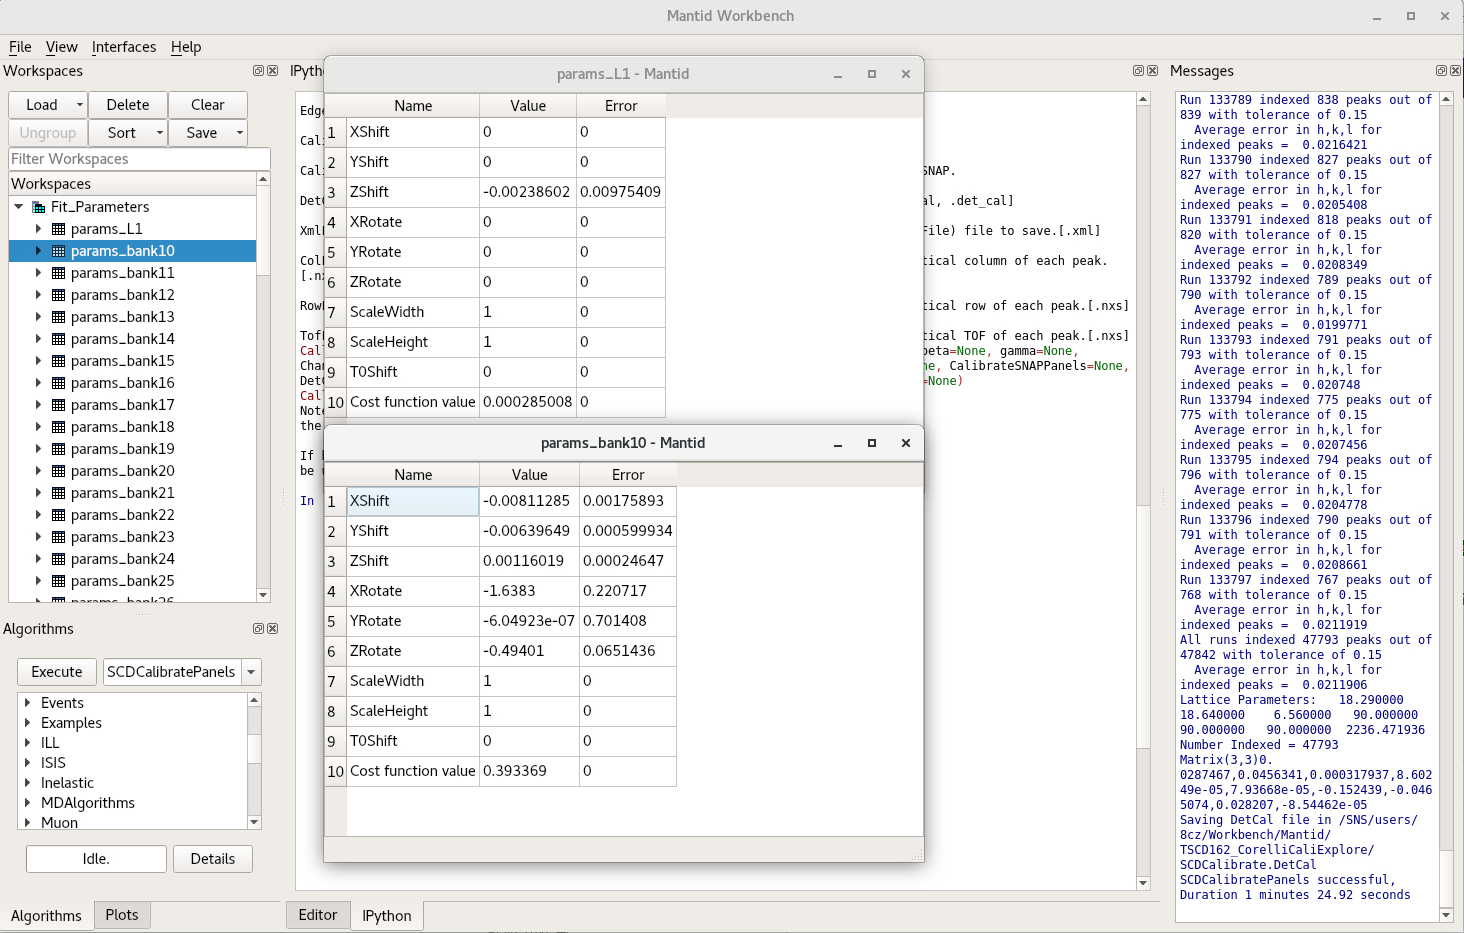 Mantid Workbench
File View Interfaces Help
Workspaces
Load Delete Clear
Ungroup Sort Save
Filter Workspaces
Workspaces
Fit_Parameters
params_L1
params_bank10
params_bank11
params_bank12
params_bank13
params_bank14
params_bank15
params_bank16
params_bank17
params_bank18
params_bank19
params_bank20
params_bank21
params_bank22
params_bank23
params_bank24
params_bank25
Algorithms
Execute SCDCalibratePanels
Events
Examples
ILL
ISIS
Inelastic
MDAlgorithms
Muon
Idle. Details
Algorithms Plots
IPyth
Edge
Cali
Cali SNAP.
DetC al, .det_cal]
Xml File) file to save.[.xml]
Col tical column of each peak.
[.nx
Row tical row of each peak.[.nxs]
Tof tical TOF of each peak.[.nxs]
Cal beta=None, gamma=None,
Chan ne, CalibrateSNAPPanels=None,
Det =None)
Cal
Note
the
If
be
In
params_L1 - Mantid
Name Value Error
1 XShift 0 0
2 YShift 0 0
3 ZShift -0.00238602 0.00975409
4 XRotate 0 0
5 YRotate 0 0
6 ZRotate 0 0
7 ScaleWidth 1 0
8 ScaleHeight 1 0
9 T0Shift 0 0
10 Cost function value 0.000285008 0
params_bank10 - Mantid
Name Value Error
1 XShift -0.00811285 0.00175893
2 YShift -0.00639649 0.000599934
3 ZShift 0.00116019 0.00024647
4 XRotate -1.6383 0.220717
5 YRotate -6.04923e-07 0.701408
6 ZRotate -0.49401 0.0651436
7 ScaleWidth 1 0
8 ScaleHeight 1 0
9 T0Shift 0 0
10 Cost function value 0.393369 0
Editor IPython
Messages
Run 133789 indexed 838 peaks out of
839 with tolerance of 0.15
Average error in h,k,l for
indexed peaks = 0.0216421
Run 133790 indexed 827 peaks out of
827 with tolerance of 0.15
Average error in h,k,l for
indexed peaks = 0.0205408
Run 133791 indexed 818 peaks out of
820 with tolerance of 0.15
Average error in h,k,l for
indexed peaks = 0.0208349
Run 133792 indexed 789 peaks out of
790 with tolerance of 0.15
Average error in h,k,l for
indexed peaks = 0.0199771
Run 133793 indexed 791 peaks out of
793 with tolerance of 0.15
Average error in h,k,l for
indexed peaks = 0.020748
Run 133794 indexed 775 peaks out of
775 with tolerance of 0.15
Average error in h,k,l for
indexed peaks = 0.0207456
Run 133795 indexed 794 peaks out of
796 with tolerance of 0.15
Average error in h,k,l for
indexed peaks = 0.0204778
Run 133796 indexed 790 peaks out of
791 with tolerance of 0.15
Average error in h,k,l for
indexed peaks = 0.0208661
Run 133797 indexed 767 peaks out of
768 with tolerance of 0.15
Average error in h,k,l for
indexed peaks = 0.0211919
All runs indexed 47793 peaks out of
47842 with tolerance of 0.15
Average error in h,k,l for
indexed peaks = 0.0211906
Lattice Parameters: 18.290000
18.640000 6.560000 90.000000
90.000000 90.000000 2236.471936
Number Indexed = 47793
Matrix(3,3)0.
0287467,0.0456341,0.000317937,8.602
49e-05,7.93668e-05,-0.152439,-0.046
5074,0.028207,-8.54462e-05
Saving DetCal file in /SNS/users/
8cz/Workbench/Mantid/
TSCD162_CorelliCaliExplore/
SCDCalibrate.DetCal
SCDCalibratePanels successful,
Duration 1 minutes 24.92 seconds